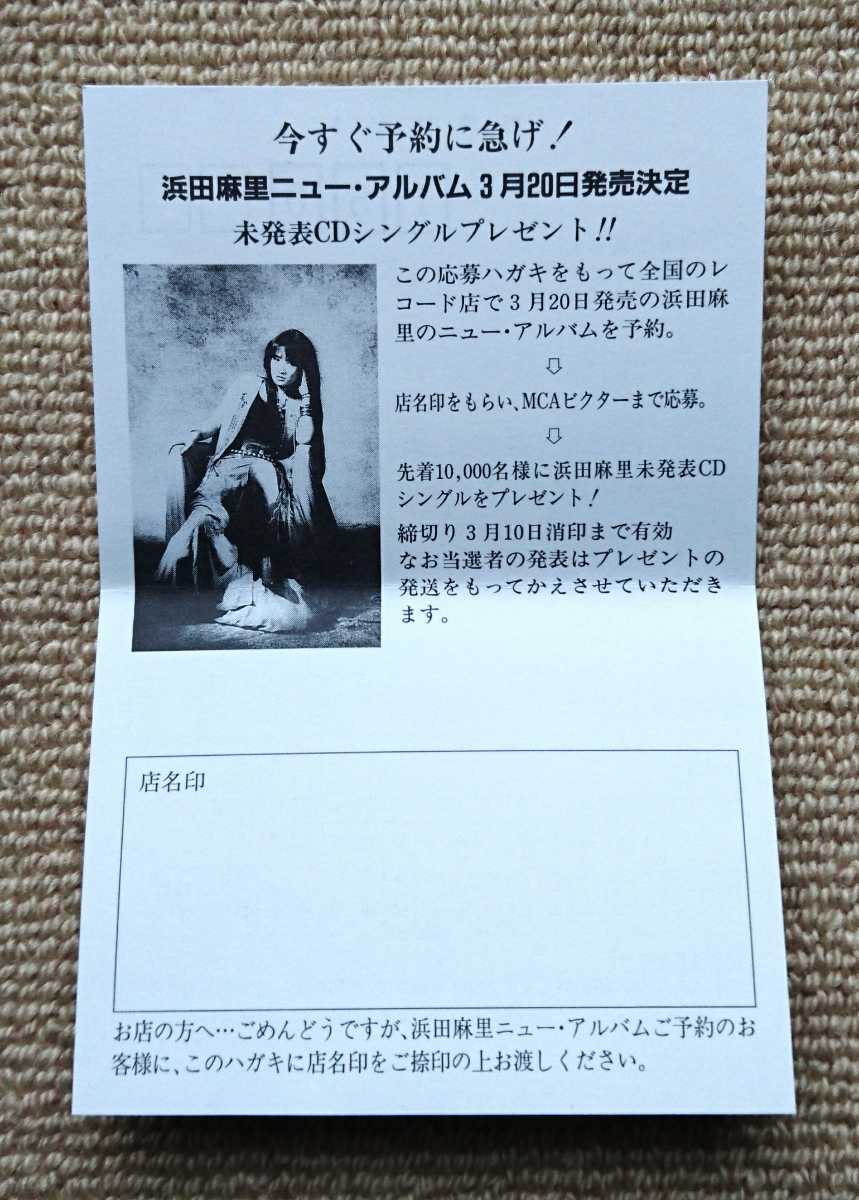 今すぐ予約に急げ!
浜田麻里ニュー・アルバム3月20日発売決定
未発表CDシングルプレゼント!!
この応募ハガキをもって全国のレ
コード店で3月20日発売の浜田麻
里のニュー・アルバムを予約。
⇩
店名印をもらい、MCAビクターまで応募。
⇩
先着10,000名様に浜田麻里未発表CD
シングルをプレゼント!
締切り3月10日消印まで有効
なお当選者の発表はプレゼントの
発送をもってかえさせていただき
ます。
店名印
お店の方へ…ごめんどうですが、浜田麻里ニュー・アルバムご予約のお
客様に、このハガキに店名印をご捺印の上お渡しください。